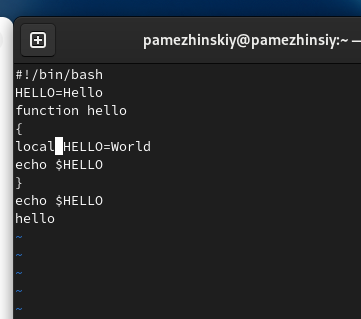 pamezhinskiy@pamezhinsiy:~ —
#!/bin/bash
HELLO=Hello
function hello
{
local HELLO=World
echo $HELLO
}
echo $HELLO
hello
~
~
~
~
~